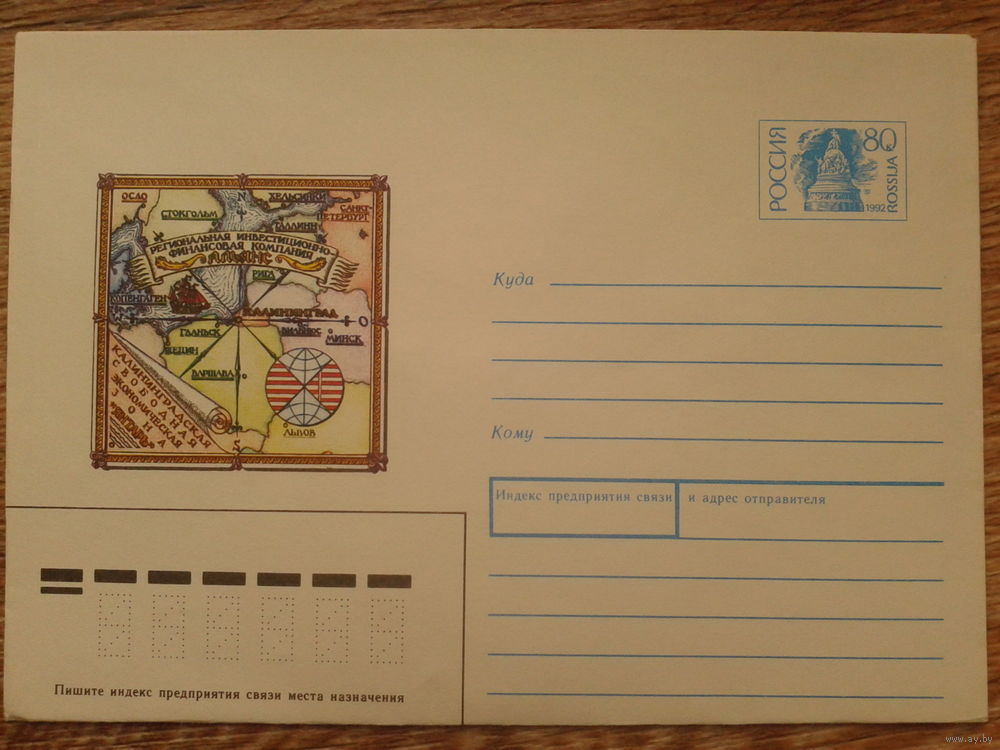 РОССИЯ
80 к
ROSSIJA
1992
ОСЛО
N
ХЕЛЬСИНКИ
САНКТ-
ПЕТЕРБУРГ
СТОКГОЛЬМ
ТАЛЛИНН
РЕГИОНАЛЬНАЯ ИНВЕСТИЦИОННО-
ФИНАНСОВАЯ КОМПАНИЯ
АЛЬЯНС
РИГА
КОПЕНГАГЕН
КАЛИНИНГРАД
О
ГДАНЬСК
ВИЛЬНЮС
МИНСК
ЩЕЦИН
ВАРШАВА
КАЛИНИНГРАДСКАЯ
СВОБОДНАЯ
ЭКОНОМИЧЕСКАЯ
ЗОНА
"ЯНТАРЬ"
ЛЬВОВ
S
Куда
Кому
Индекс предприятия связи
и адрес отправителя
Пишите индекс предприятия связи места назначения
www.ay.by